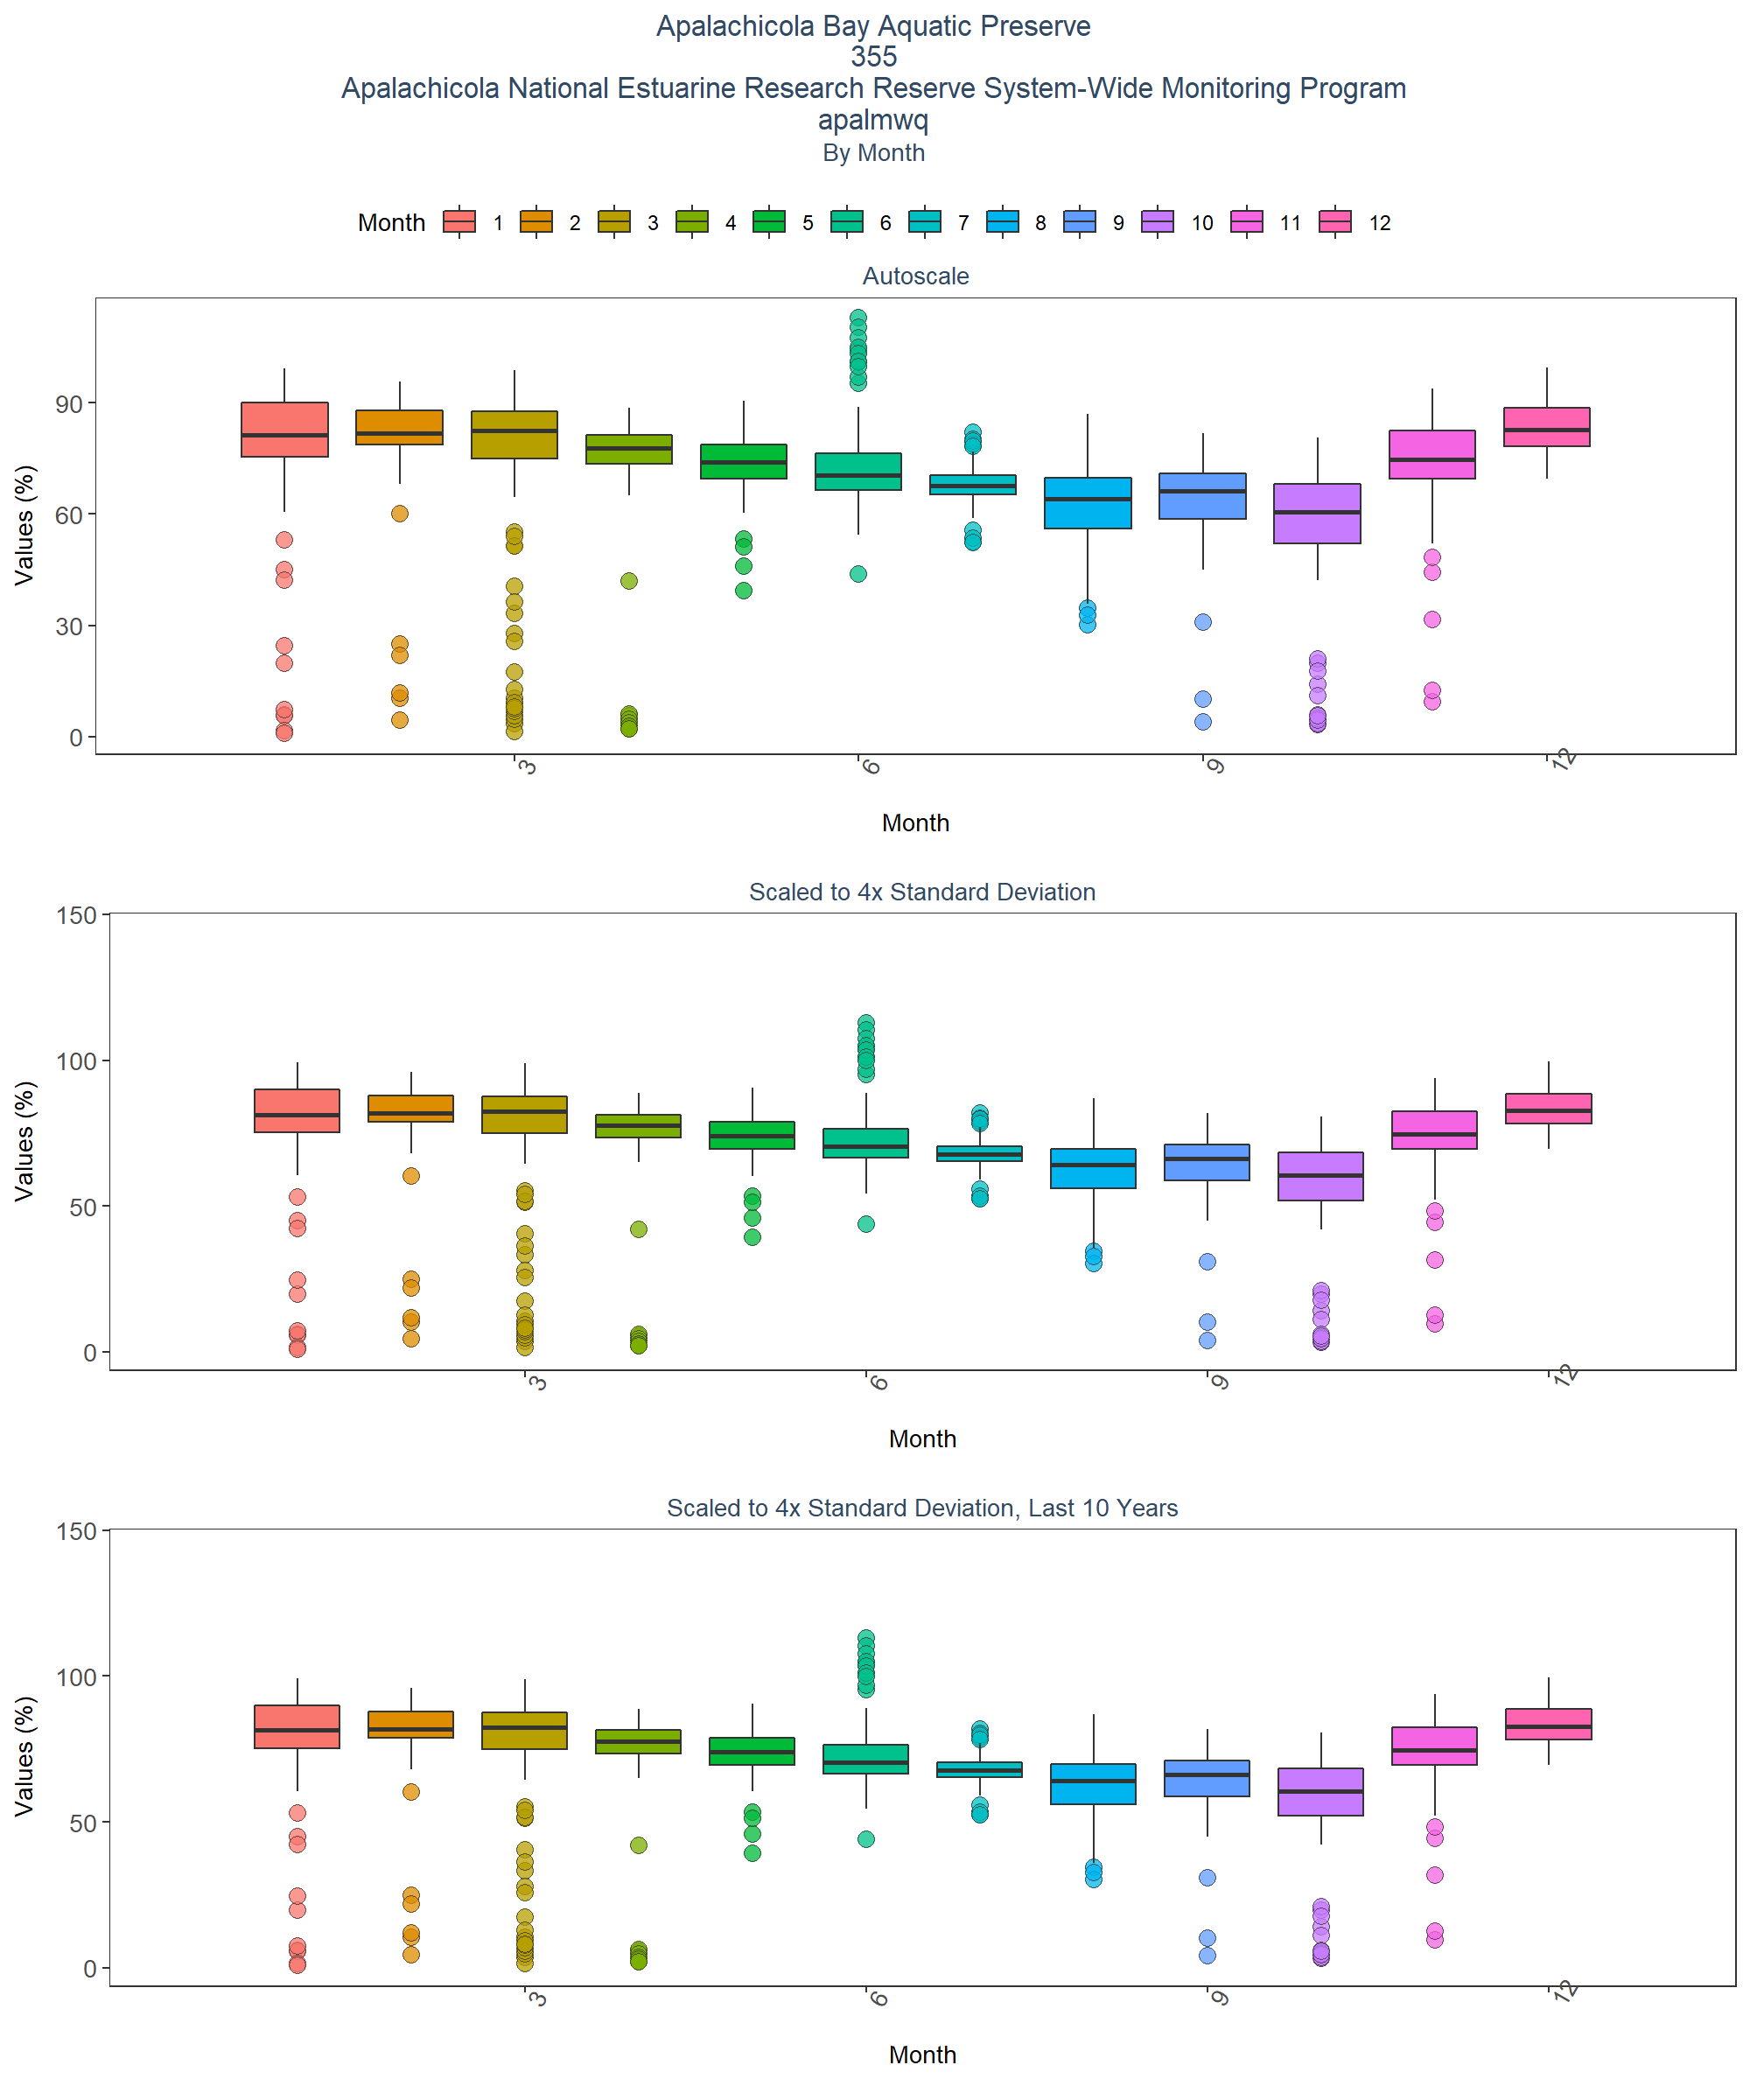 Apalachicola Bay Aquatic Preserve
355
Apalachicola National Estuarine Research Reserve System-Wide Monitoring Program
apalmwq
By Month
Month 1 2 3 4 5 6 7 8 9 10 11 12
Autoscale
Values (%)
90
60
30
0
3 6 9 12
Month
Scaled to 4x Standard Deviation
Values (%)
150
100
50
0
3 6 9 12
Month
Scaled to 4x Standard Deviation, Last 10 Years
Values (%)
150
100
50
0
3 6 9 12
Month